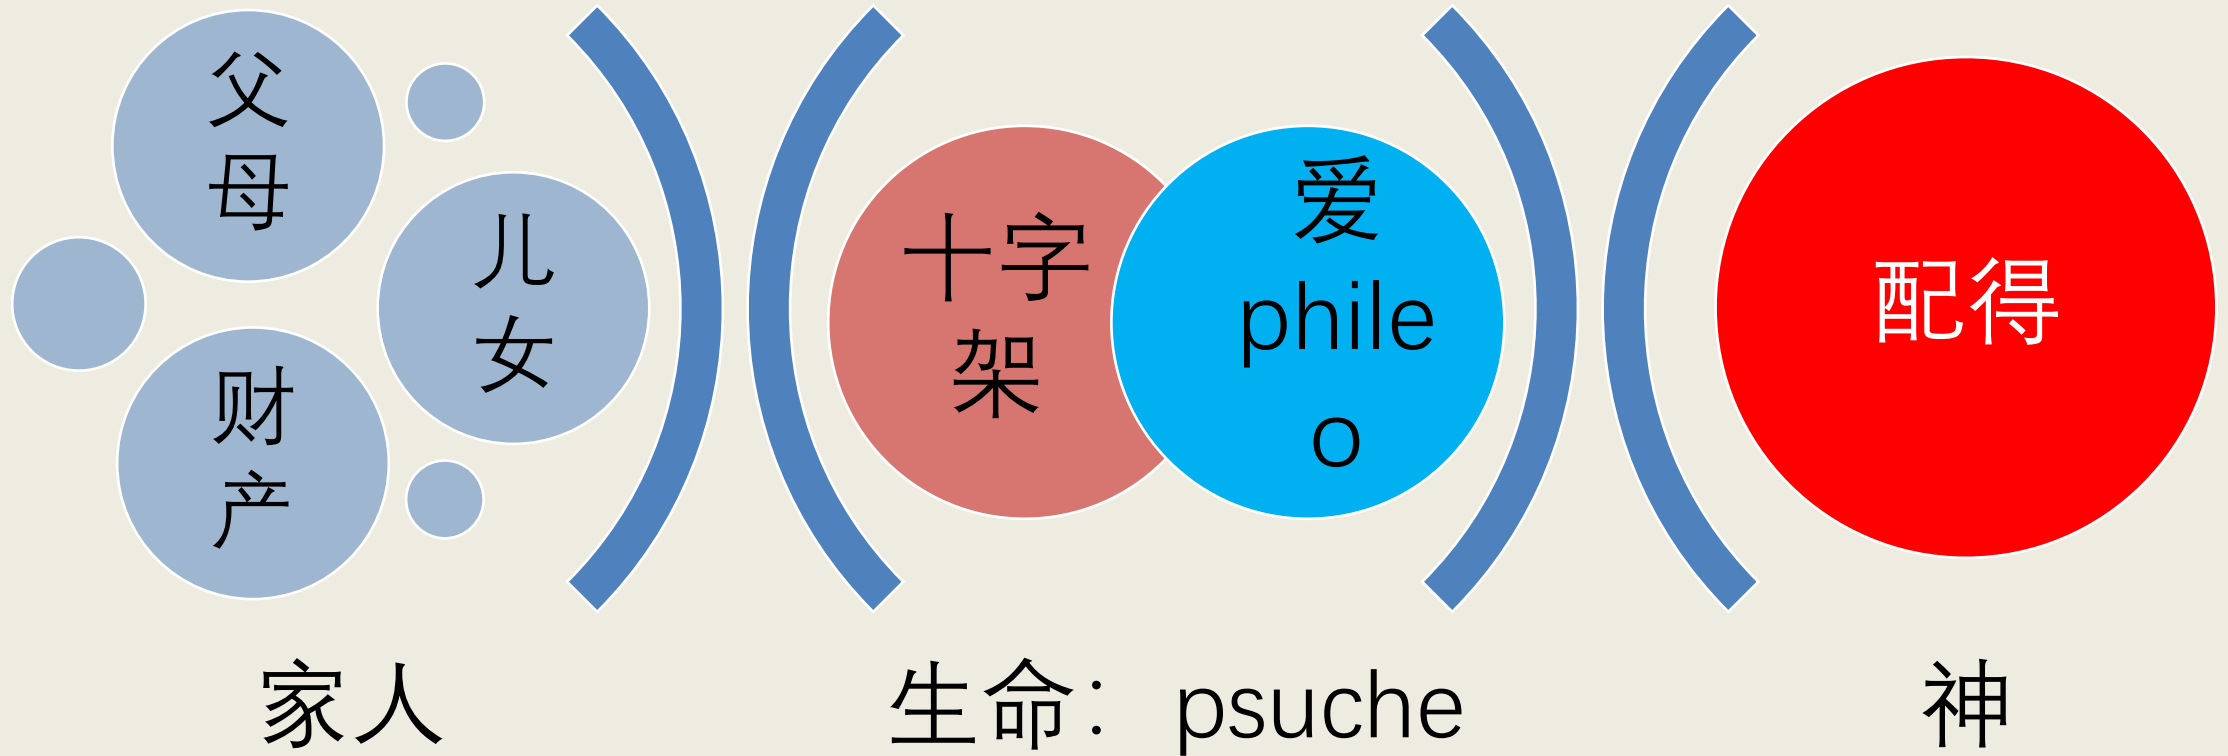 父
母
儿
女
财
产
十字
架
爱
phile
o
配得
家人
生命：psuche
神